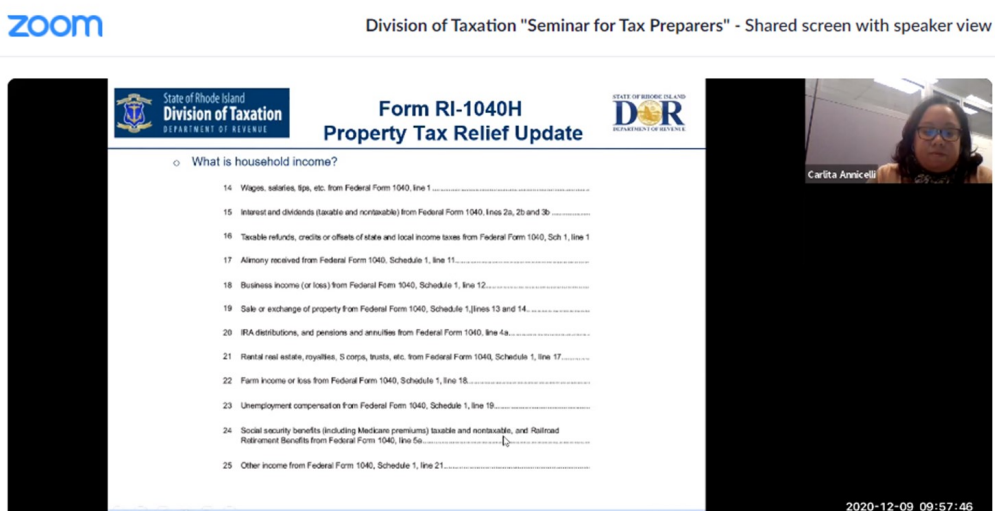 zoom
Division of Taxation "Seminar for Tax Preparers" - Shared screen with speaker view
State of Rhode Island
Division of Taxation
DEPARTMENT OF REVENUE
Form RI-1040H
Property Tax Relief Update
STATE OF RHODE ISLAND
DOR
DEPARTMENT OF REVENUE
Carlita Annicelli
o What is household income?
14 Wages, salaries, tips, etc. from Federal Form 1040, line 1
15 Interest and dividends (taxable and nontaxable) from Federal Form 1040, lines 2a, 2b and 3b
16 Taxable refunds, credits or offsets of state and local income taxes from Federal Form 1040, Sch 1, line 1
17 Alimony received from Federal Form 1040, Schedule 1, line 11
18 Business income (or loss) from Federal Form 1040, Schedule 1, line 12
19 Sale or exchange of property from Federal Form 1040, Schedule 1, lines 13 and 14
20 IRA distributions, and pensions and annuities from Federal Form 1040, line 4a
21 Rental real estate, royalties, S corps, trusts, etc. from Federal Form 1040, Schedule 1, line 17
22 Farm income or loss from Federal Form 1040, Schedule 1, line 18
23 Unemployment compensation from Federal Form 1040, Schedule 1, line 19
24 Social security benefits (including Medicare premiums) taxable and nontaxable, and Railroad
Retirement Benefits from Federal Form 1040, line 5a
25 Other income from Federal Form 1040, Schedule 1, line 21
2020-12-09 09:57:46